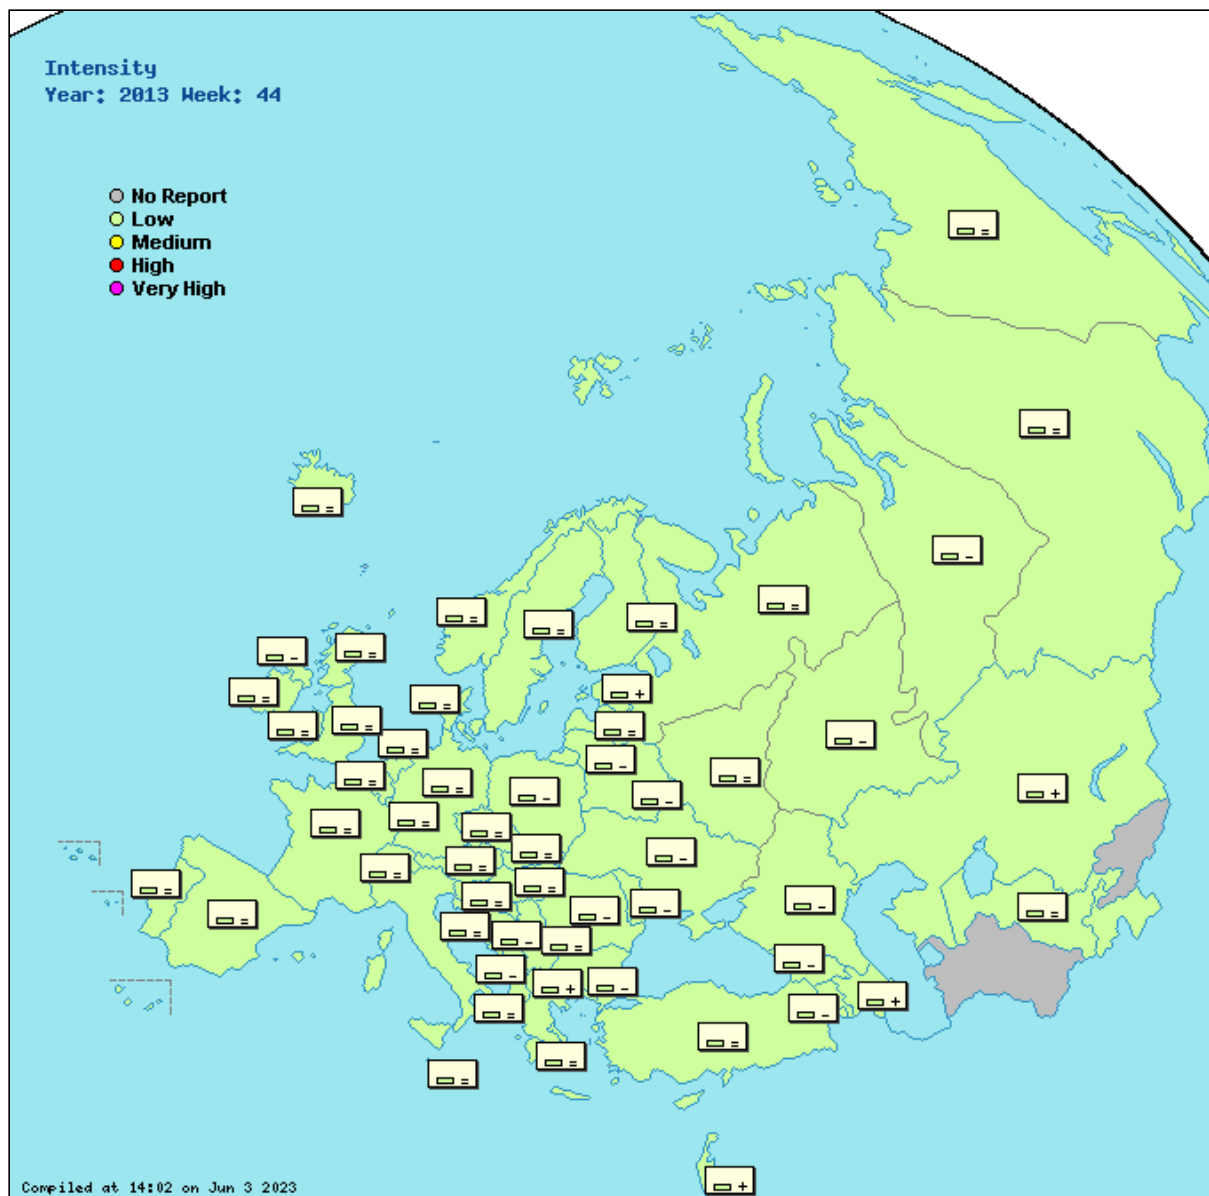 Intensity
Year: 2013 Week: 44
No Report
Low
Medium
High
Very High
Compiled at 14:02 on Jun 3 2023